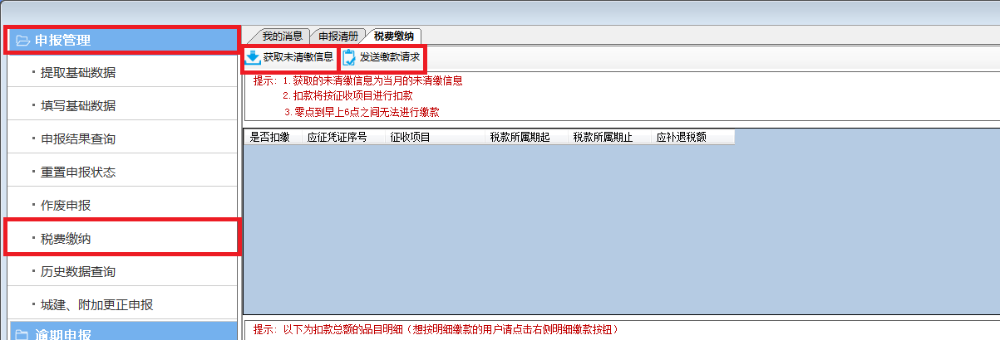 申报管理
提取基础数据
填写基础数据
申报结果查询
重置申报状态
作废申报
税费缴纳
历史数据查询
城建、附加更正申报
逾期申报
我的消息 申报清册 税费缴纳
获取未清缴信息 发送缴款请求
提示: 1.获取的未清缴信息为当月的未清缴信息
2.扣款将按征收项目进行扣款
3.零点到早上6点之间无法进行缴款
是否扣缴 应征凭证序号 征收项目 税款所属期起 税款所属期止 应补退税额
提示: 以下为扣款总额的品目明细（想按明细缴款的用户请点击右侧明细缴款按钮）